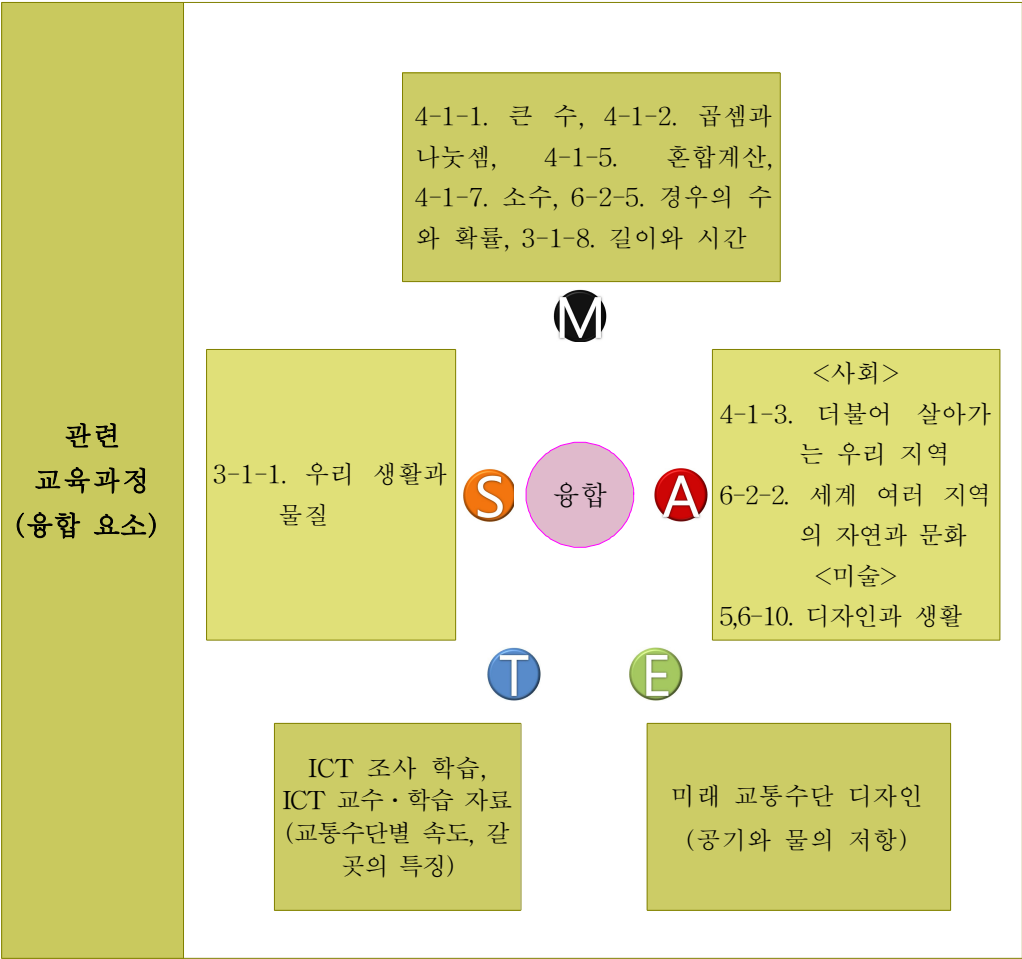 관련
교육과정
(융합 요소)
4-1-1. 큰 수, 4-1-2. 곱셈과
나눗셈, 4-1-5. 혼합계산,
4-1-7. 소수, 6-2-5. 경우의 수
와 확률, 3-1-8. 길이와 시간
M
3-1-1. 우리 생활과
물질
S
융합
A
<사회>
4-1-3. 더불어 살아가
는 우리 지역
6-2-2. 세계 여러 지역
의 자연과 문화
<미술>
5,6-10. 디자인과 생활
T
E
ICT 조사 학습,
ICT 교수・학습 자료
(교통수단별 속도, 갈
곳의 특징)
미래 교통수단 디자인
(공기와 물의 저항)